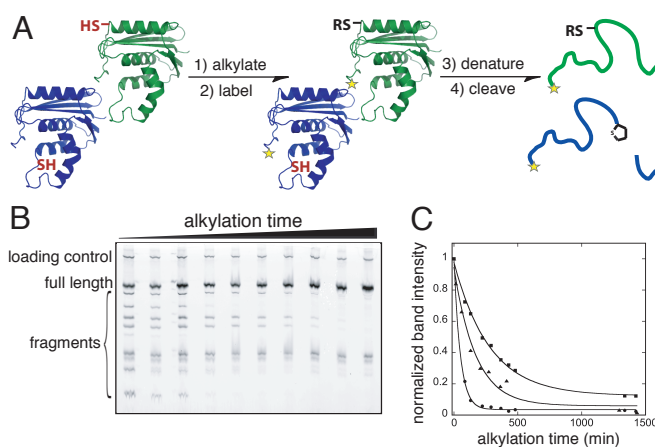 A
HS
RS
RS
1) alkylate
2) label
3) denature
4) cleave
SH
SH
S
B
alkylation time
loading control
full length
fragments
C
normalized band intensity
1
0.8
0.6
0.4
0.2
0
0
500
1000
1500
alkylation time (min)